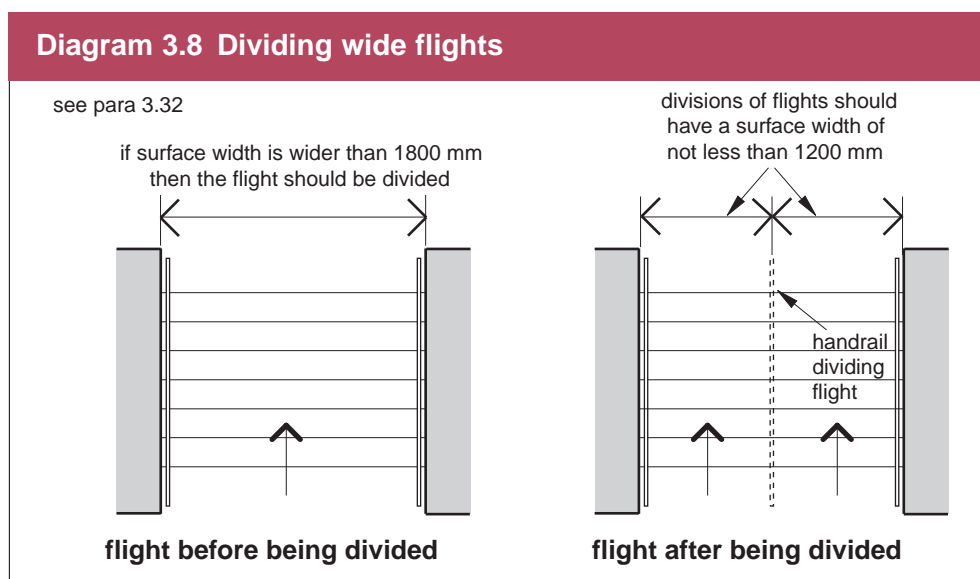 Diagram 3.8 Dividing wide flights
see para 3.32
if surface width is wider than 1800 mm
then the flight should be divided
divisions of flights should
have a surface width of
not less than 1200 mm
handrail
dividing
flight
flight before being divided
flight after being divided